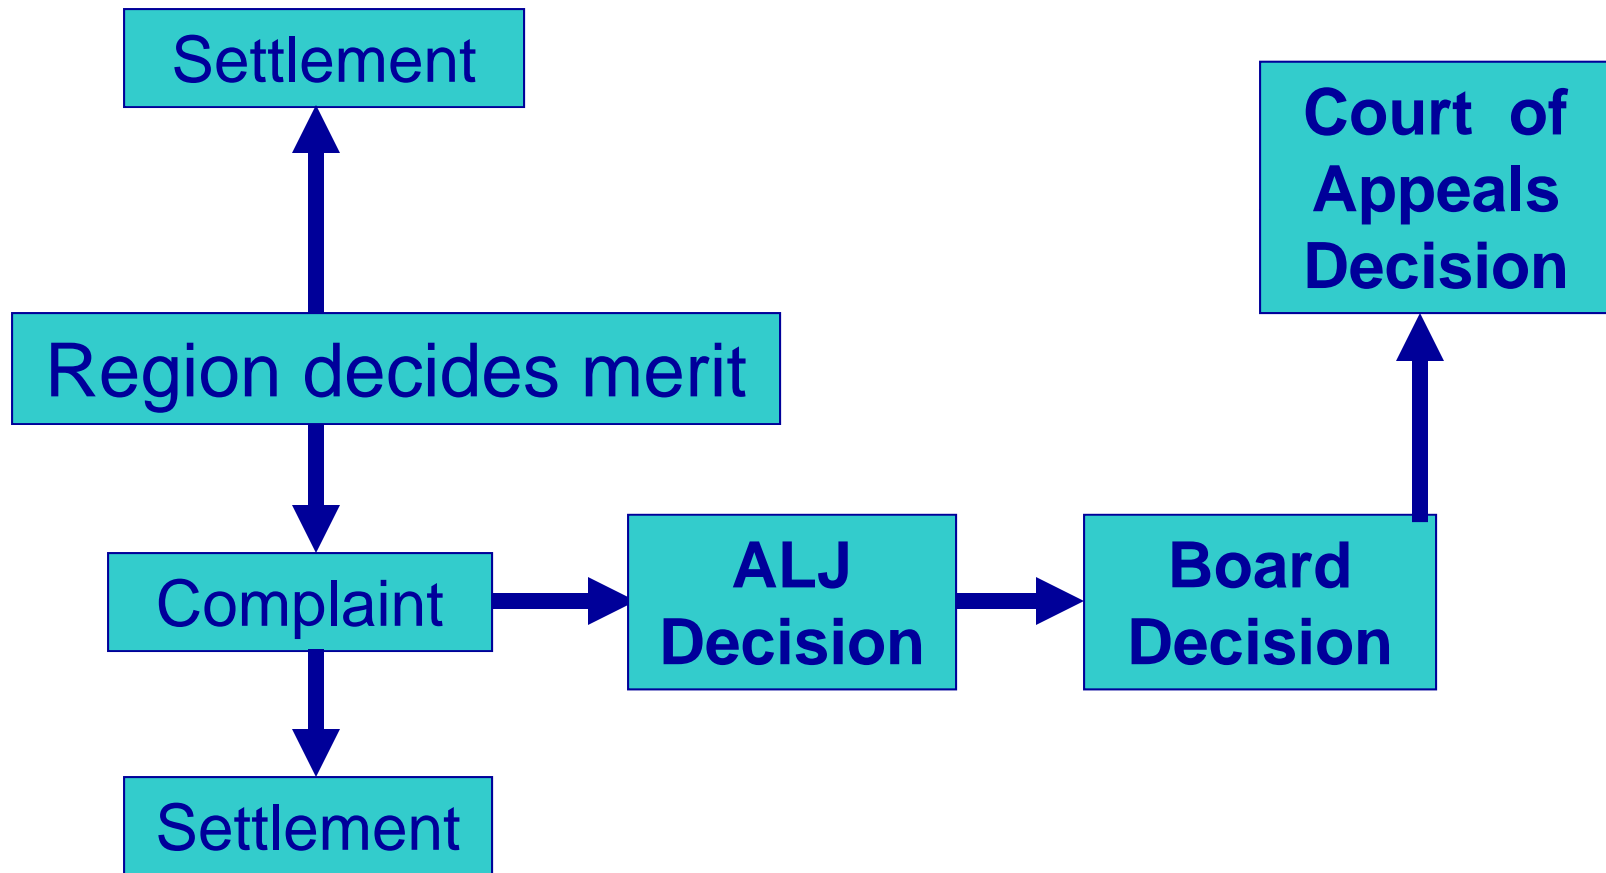 Settlement
Court of
Appeals
Decision
Region decides merit
Complaint
ALJ
Decision
Board
Decision
Settlement